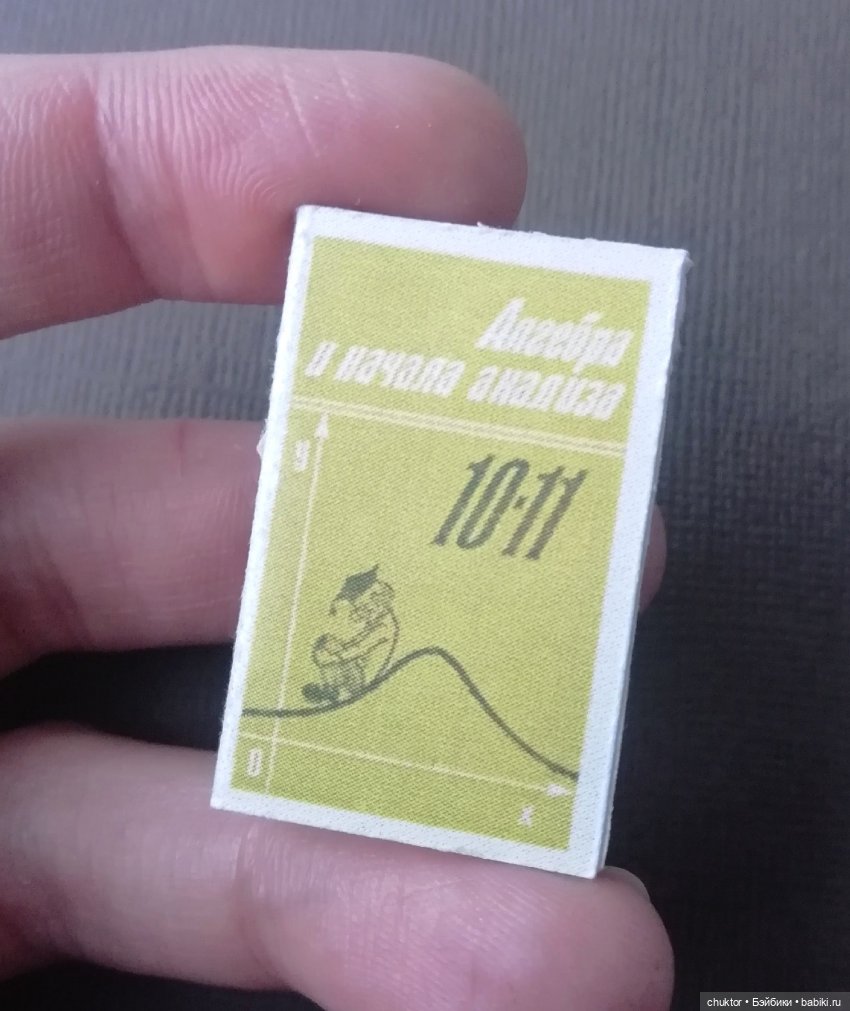 Алгебра
и начала анализа
y
10-11
0
x
chuktor • Бэйбики • babiki.ru